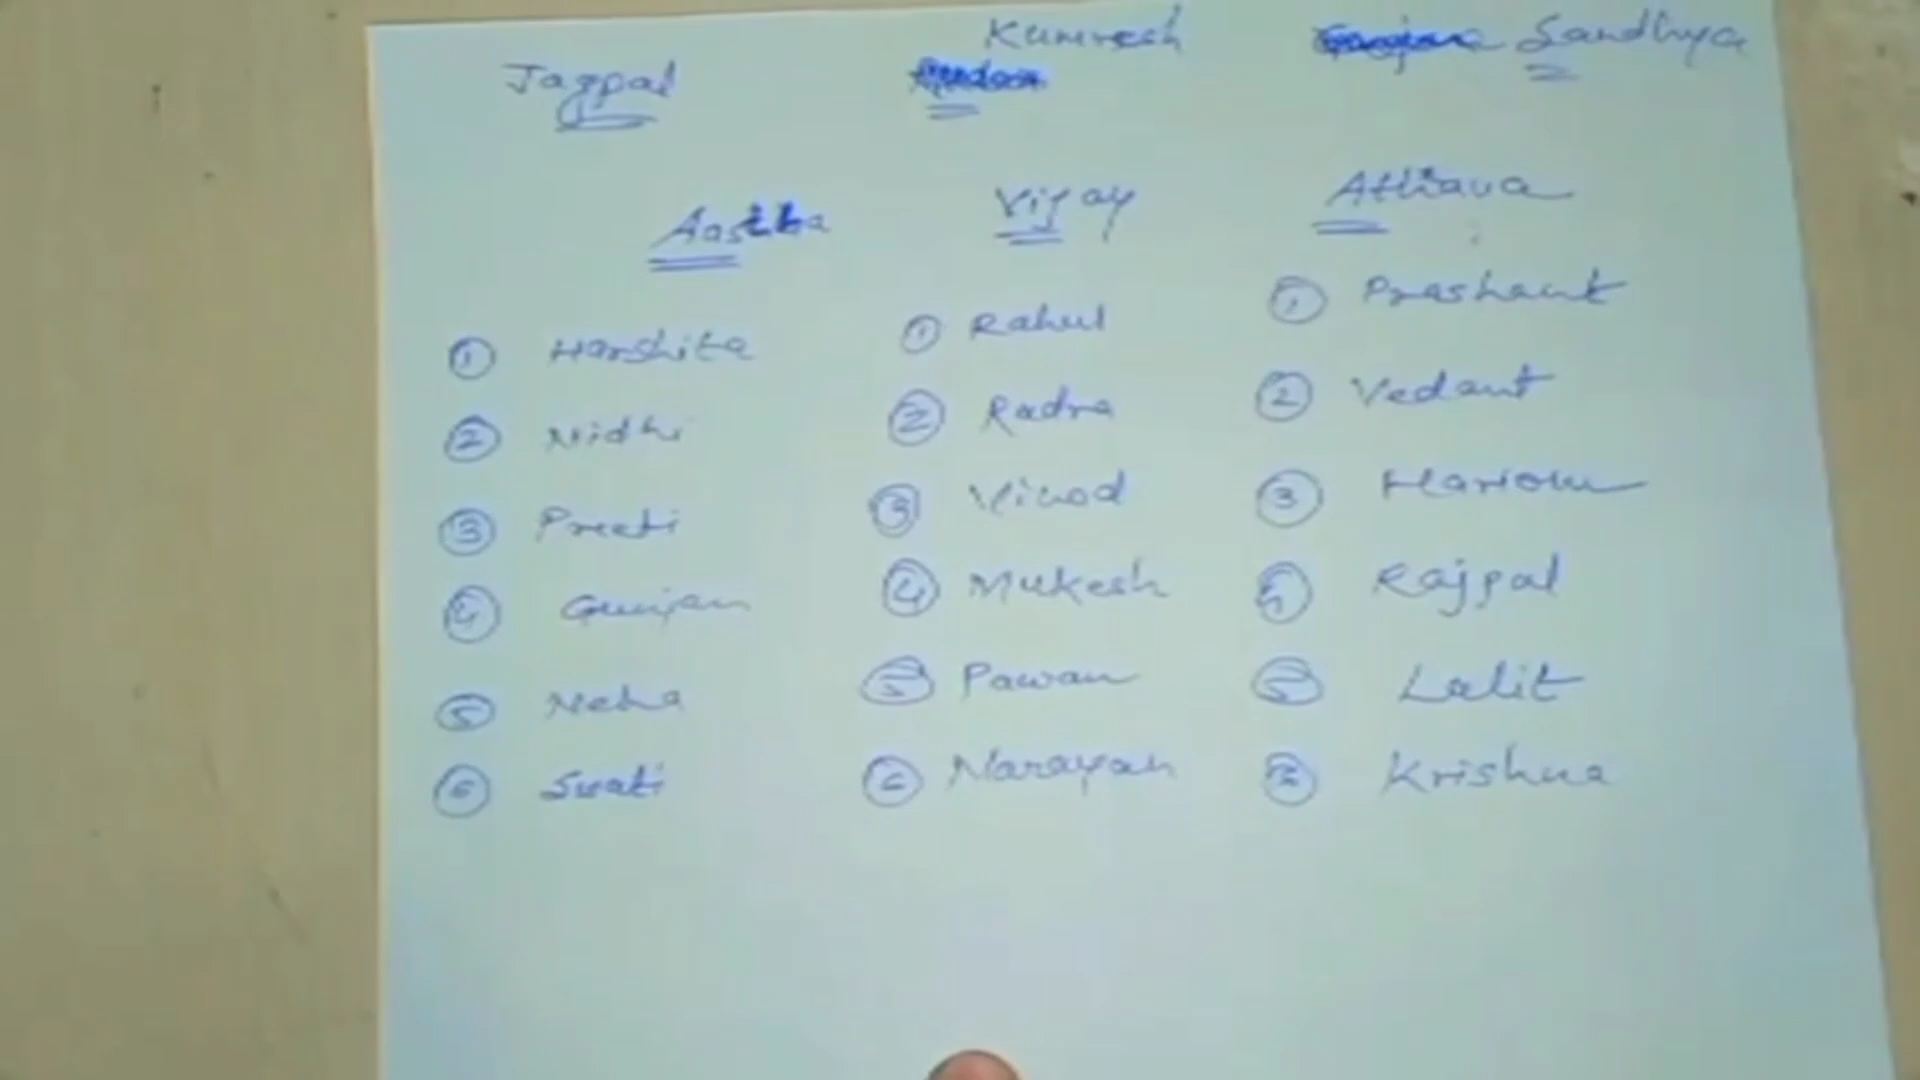 Kumresh Sandhya
Jagpal
Aastha Vijay Atharva
① Harshita ① Rahul ① Prashant
② Nidhi ② Rudra ② Vedant
③ Preeti ③ Vinod ③ Hariom
④ Gunjan ④ Mukesh ④ Rajpal
⑤ Neha ⑤ Pawan ⑤ Lalit
⑥ Swati ⑥ Narayan Krishna